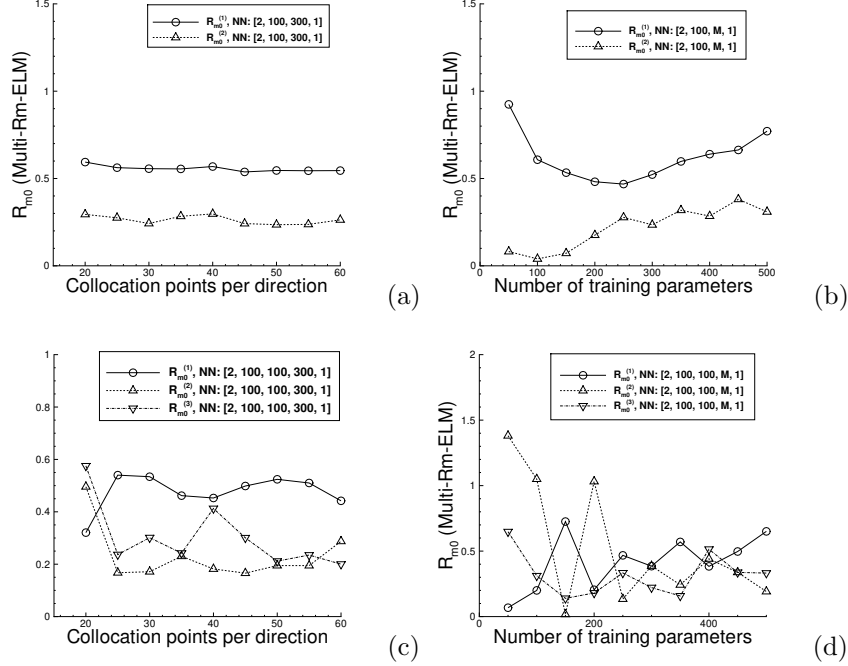 R_m0^(1), NN: [2, 100, 300, 1]
R_m0^(2), NN: [2, 100, 300, 1]
R_m0 (Multi-Rm-ELM)
1.5
1
0.5
0
20 30 40 50 60
Collocation points per direction
(a)
R_m0^(1), NN: [2, 100, M, 1]
R_m0^(2), NN: [2, 100, M, 1]
R_m0 (Multi-Rm-ELM)
1.5
1
0.5
0
0 100 200 300 400 500
Number of training parameters
(b)
R_m0^(1), NN: [2, 100, 100, 300, 1]
R_m0^(2), NN: [2, 100, 100, 300, 1]
R_m0^(3), NN: [2, 100, 100, 300, 1]
1
0.8
0.6
0.4
0.2
0
20 30 40 50 60
Collocation points per direction
(c)
R_m0^(1), NN: [2, 100, 100, M, 1]
R_m0^(2), NN: [2, 100, 100, M, 1]
R_m0^(3), NN: [2, 100, 100, M, 1]
R_m0 (Multi-Rm-ELM)
2
1.5
1
0.5
0
0 200 400
Number of training parameters
(d)